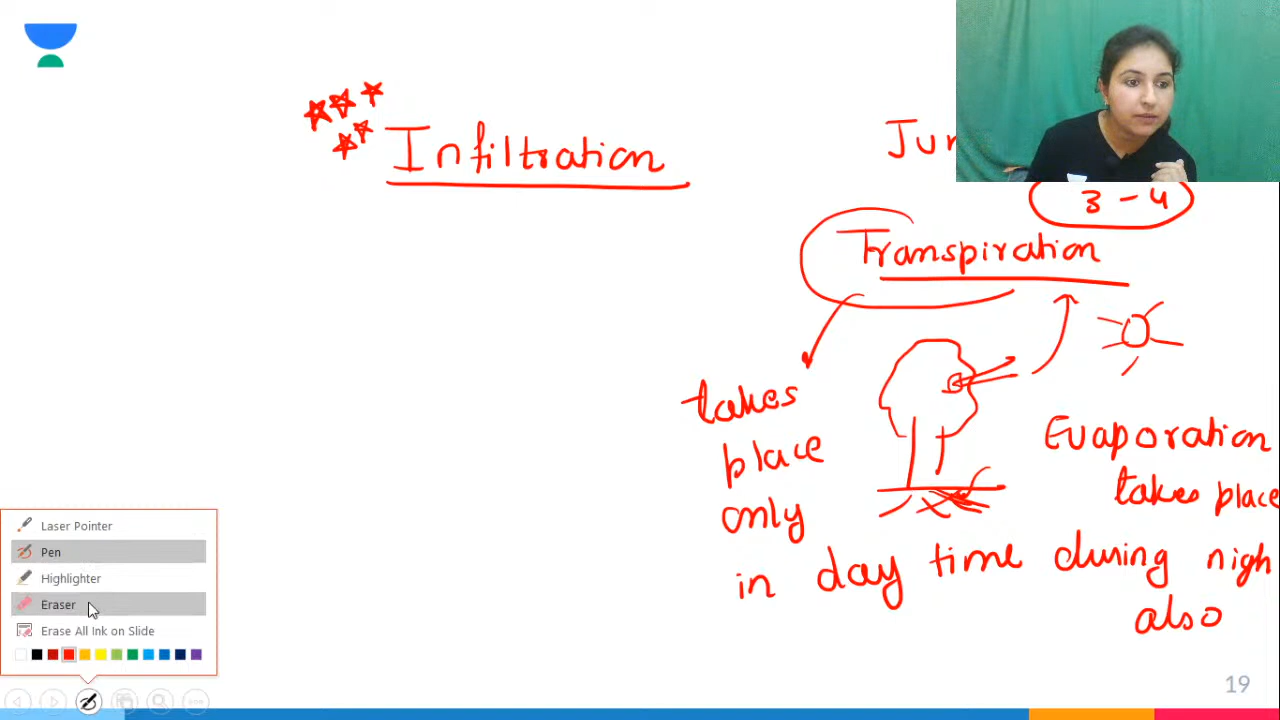 Infiltration
3-4
Transpiration
takes
place
only
in day time
Evaporation
takes place
during nigh
also
Laser Pointer
Pen
Highlighter
Eraser
Erase All Ink on Slide
19